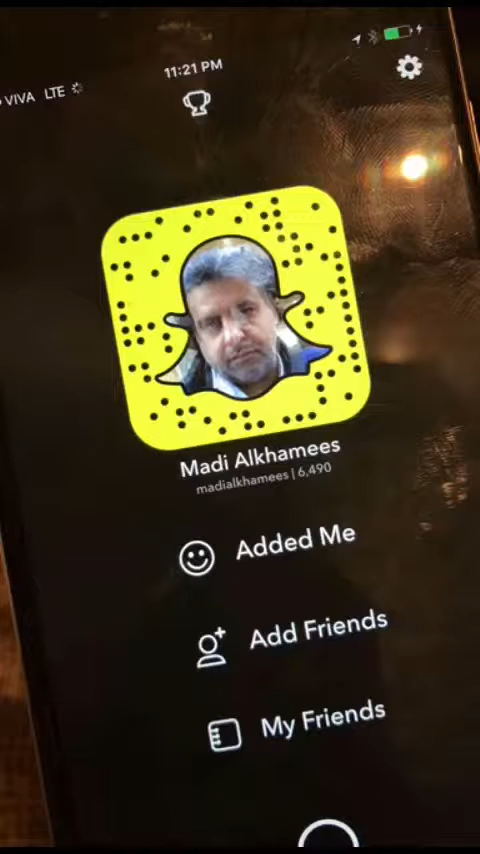 VIVA LTE
11:21 PM
Madi Alkhamees
madialkhamees | 6,490
Added Me
Add Friends
My Friends